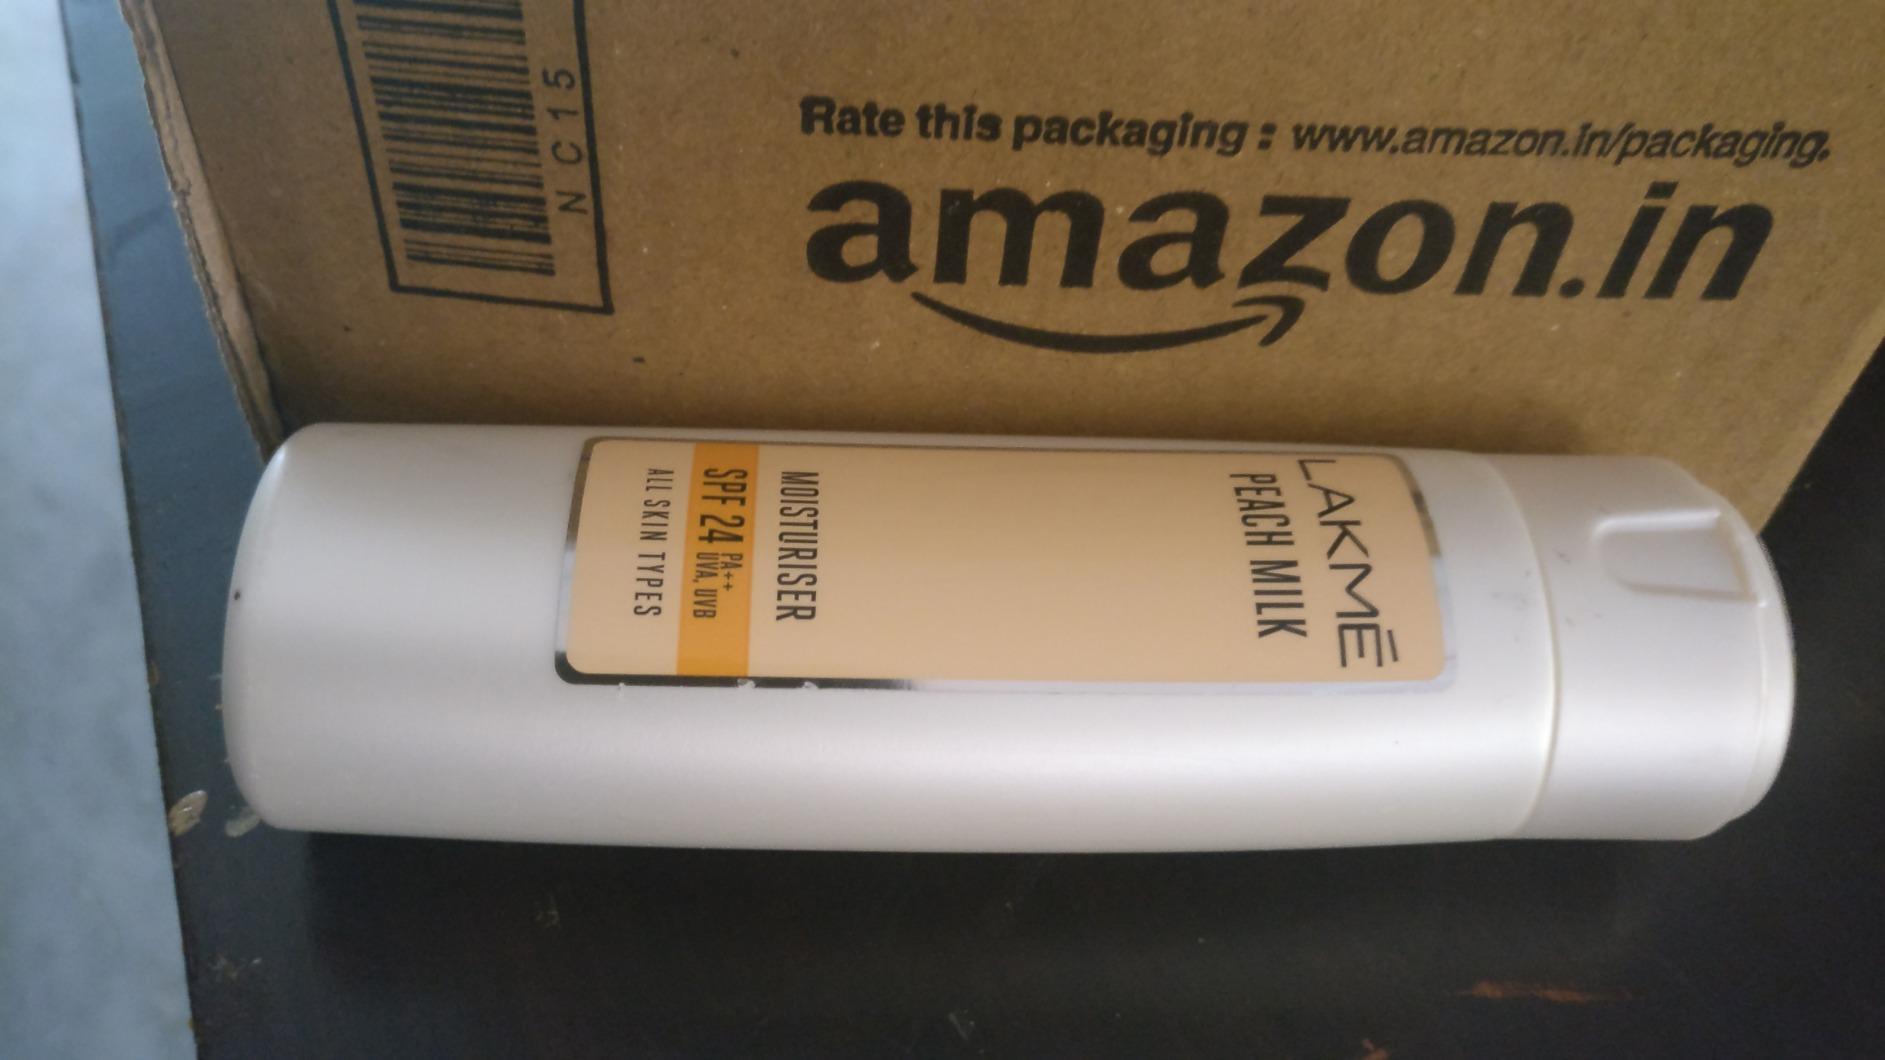 NC15
Rate this packaging : www.amazon.in/packaging.
amazon.in
LAKMĒ
PEACH MILK
MOISTURISER
SPF 24 PA++ UVA, UVB
ALL SKIN TYPES